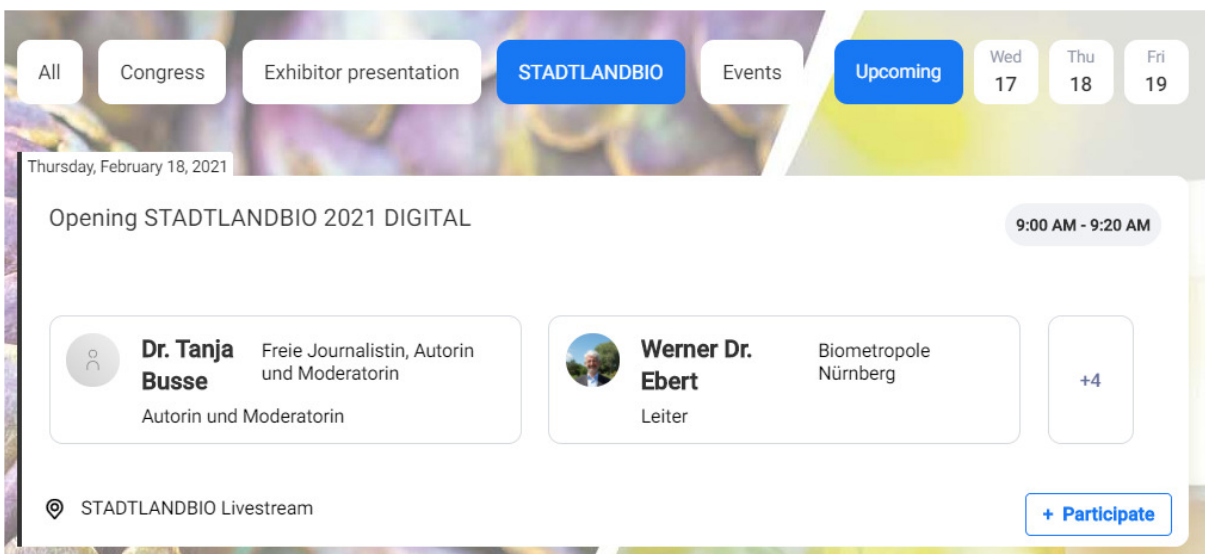 All Congress Exhibitor presentation STADTLANDBIO Events Upcoming Wed 17 Thu 18 Fri 19
Thursday, February 18, 2021
Opening STADTLANDBIO 2021 DIGITAL 9:00 AM - 9:20 AM
Dr. Tanja
Busse
Freie Journalistin, Autorin
und Moderatorin
Autorin und Moderatorin
Werner Dr.
Ebert
Biometropole
Nürnberg
Leiter
+4
STADTLANDBIO Livestream
+ Participate